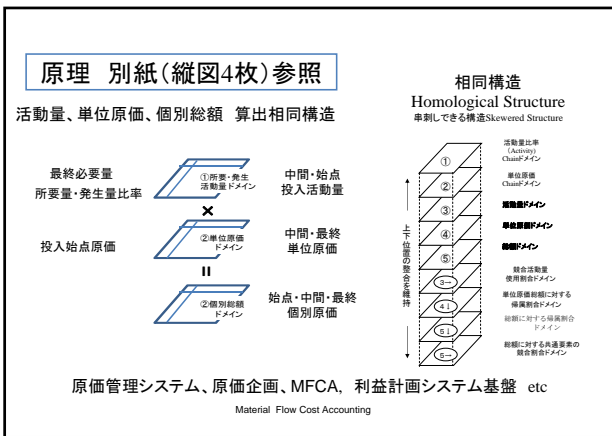 原理 別紙(縦図4枚)参照
活動量、単位原価、個別総額 算出相同構造
最終必要量
所要量・発生量比率
①所要・発生
活動量ドメイン
中間・始点
投入活動量
×
投入始点原価
②単位原価
ドメイン
中間・最終
単位原価
=
②個別総額
ドメイン
始点・中間・最終
個別原価
相同構造
Homological Structure
串刺しできる構造Skewered Structure
上下位置の整合を維持
①
②
③
④
⑤
3→
4↓
5↓
5→
活動量比率
(Activity)
Chainドメイン
単位原価
Chainドメイン
活動量ドメイン
単位原価ドメイン
総額ドメイン
競合活動量
使用割合ドメイン
単位原価総額に対する
帰属割合ドメイン
総額に対する帰属割合
ドメイン
総額に対する共通要素の
競合割合ドメイン
原価管理システム、原価企画、MFCA, 利益計画システム基盤 etc
Material Flow Cost Accounting